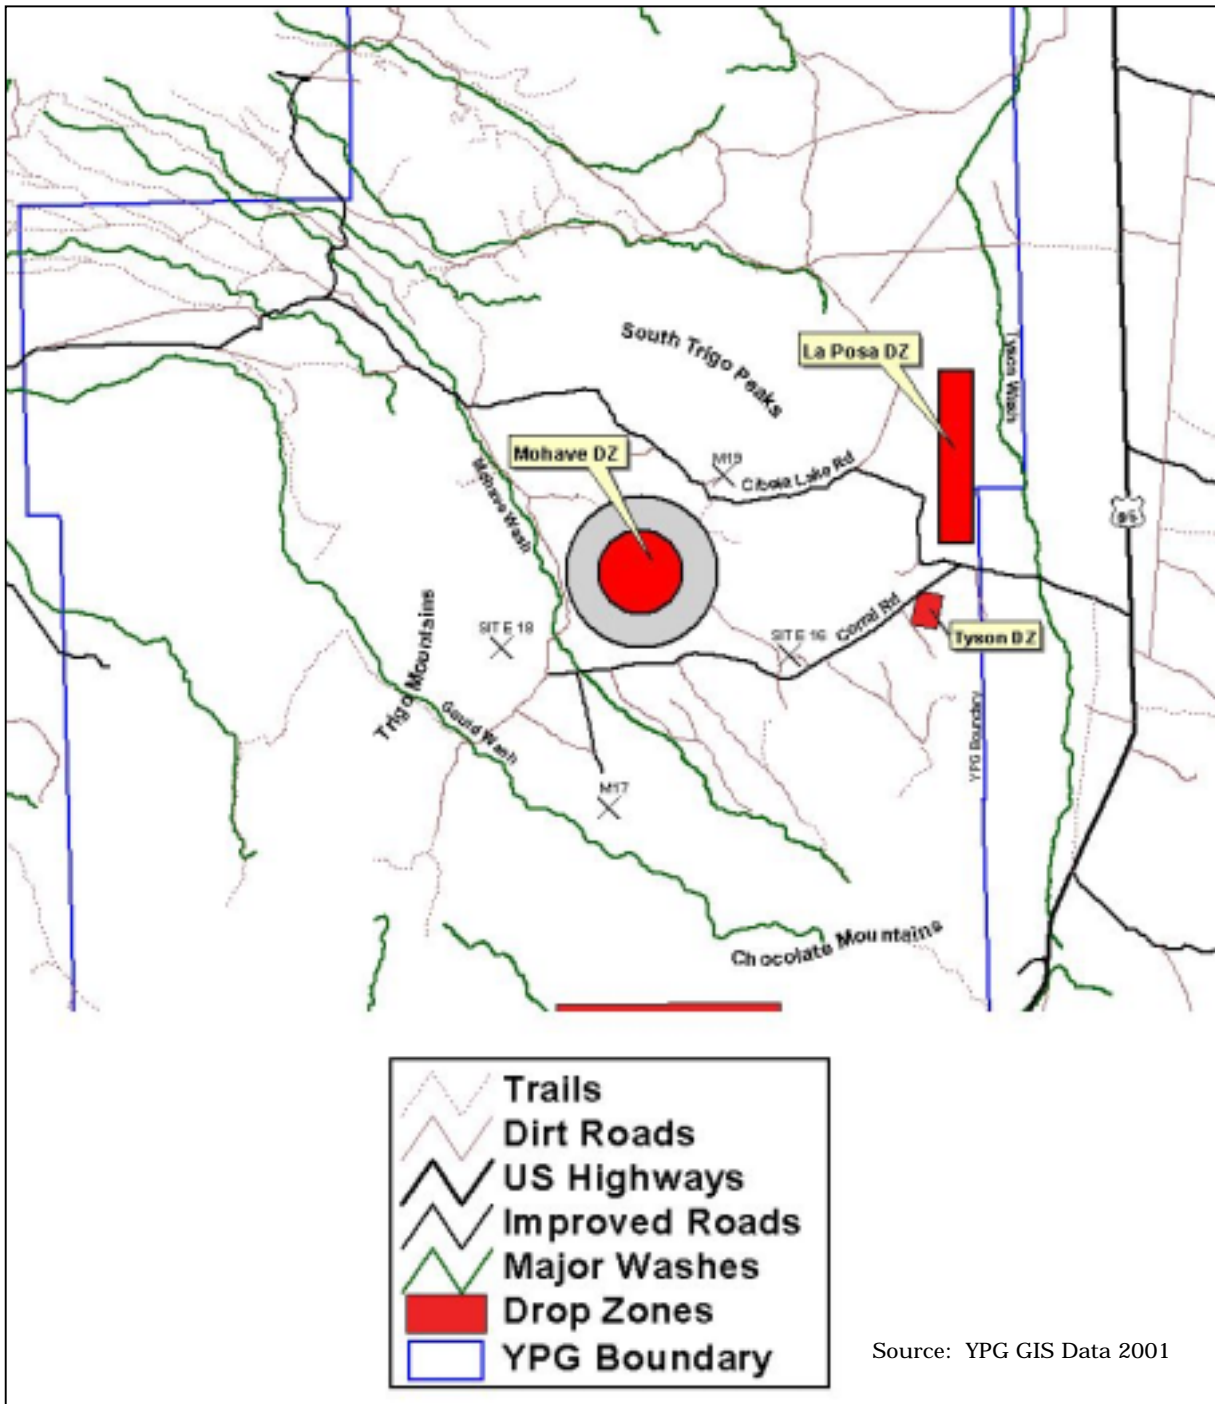 South Trigo Peaks
La Posa DZ
Tyson Wash
Mohave DZ
M19
Cibola Lake Rd
Mohave Wash
95
Trigo Mountains
SITE 18
SITE 16
Corral Rd
Tyson DZ
Gould Wash
YPG Boundary
M17
Chocolate Mountains
Trails
Dirt Roads
US Highways
Improved Roads
Major Washes
Drop Zones
YPG Boundary
Source: YPG GIS Data 2001